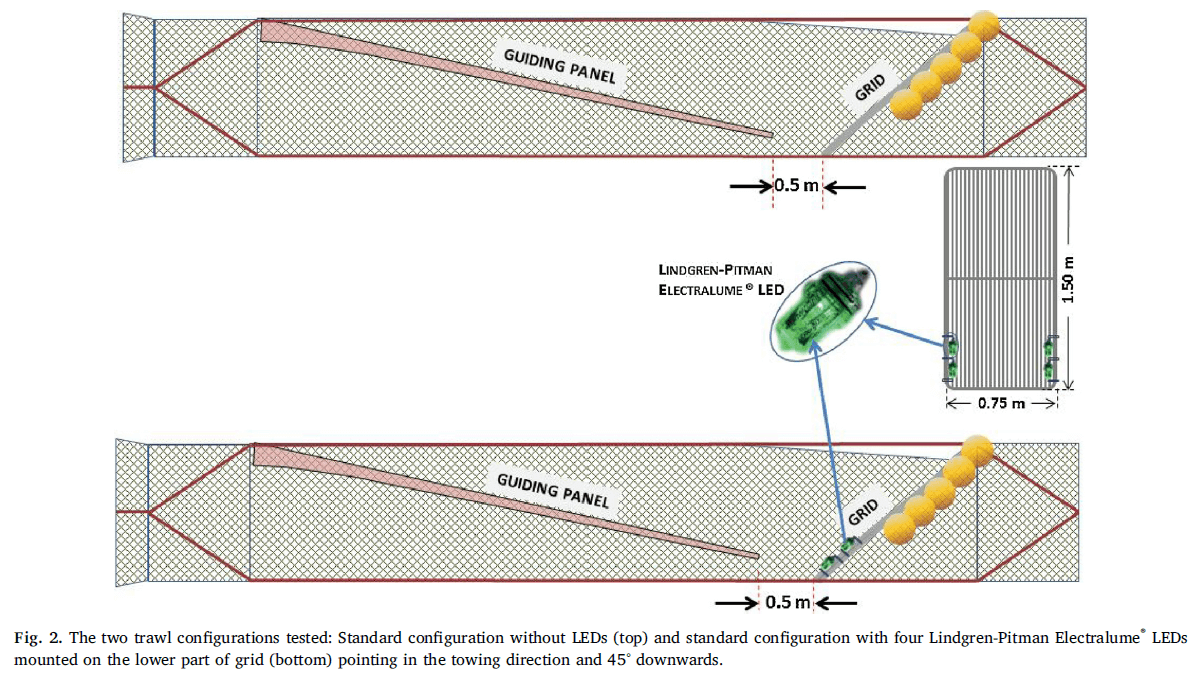 GUIDING PANEL
GRID
0.5 m
LINDGREN-PITMAN
ELECTRALUME® LED
1.50 m
0.75 m
GUIDING PANEL
GRID
0.5 m
Fig. 2. The two trawl configurations tested: Standard configuration without LEDs (top) and standard configuration with four Lindgren-Pitman Electralume® LEDs
mounted on the lower part of grid (bottom) pointing in the towing direction and 45° downwards.